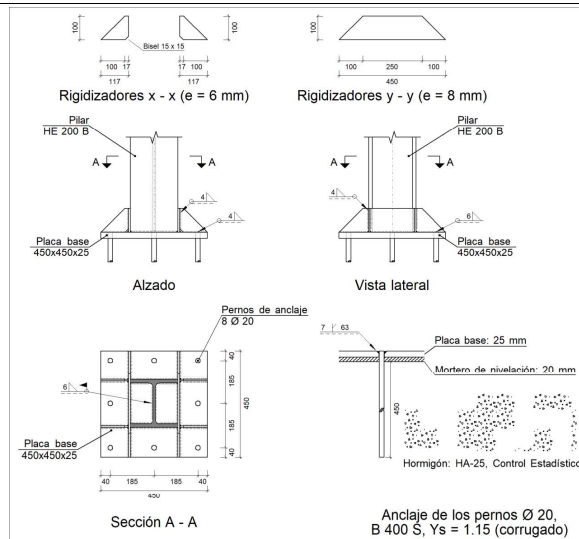 100
100
Bisel 15 x 15
100 17
17 100
117
117
Rigidizadores x - x (e = 6 mm)
100
100
100 250 100
450
Rigidizadores y - y (e = 8 mm)
Pilar
HE 200 B
A
A
4
4
Placa base
450x450x25
Alzado
Pilar
HE 200 B
A
A
4
6
Placa base
450x450x25
Vista lateral
Pernos de anclaje
8 Ø 20
6
Placa base
450x450x25
40
185
185
40
450
40 185 185 40
450
Sección A - A
7 63
Placa base: 25 mm
Mortero de nivelación: 20 mm
450
Hormigón: HA-25, Control Estadístico
Anclaje de los pernos Ø 20,
B 400 S, Ys = 1.15 (corrugado)